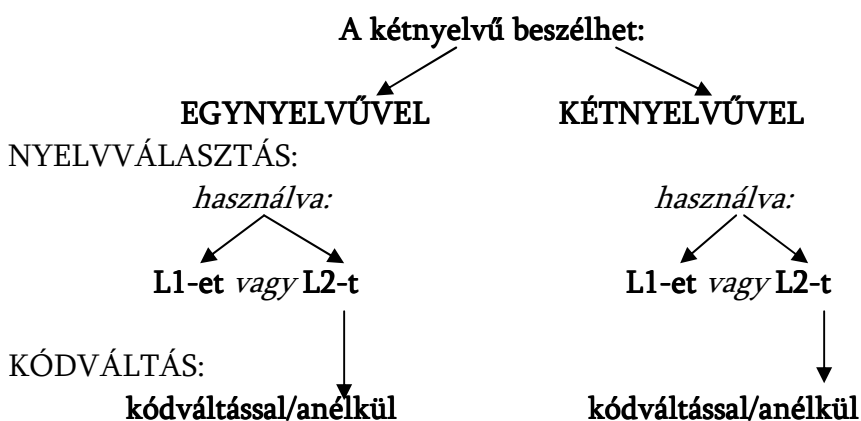 A kétnyelvű beszélhet:
EGYNYELVŰVEL KÉTNYELVŰVEL
NYELVVÁLASZTÁS:
használva: használva:
L1-et vagy L2-t L1-et vagy L2-t
KÓDVÁLTÁS:
kódváltással/anélkül kódváltással/anélkül